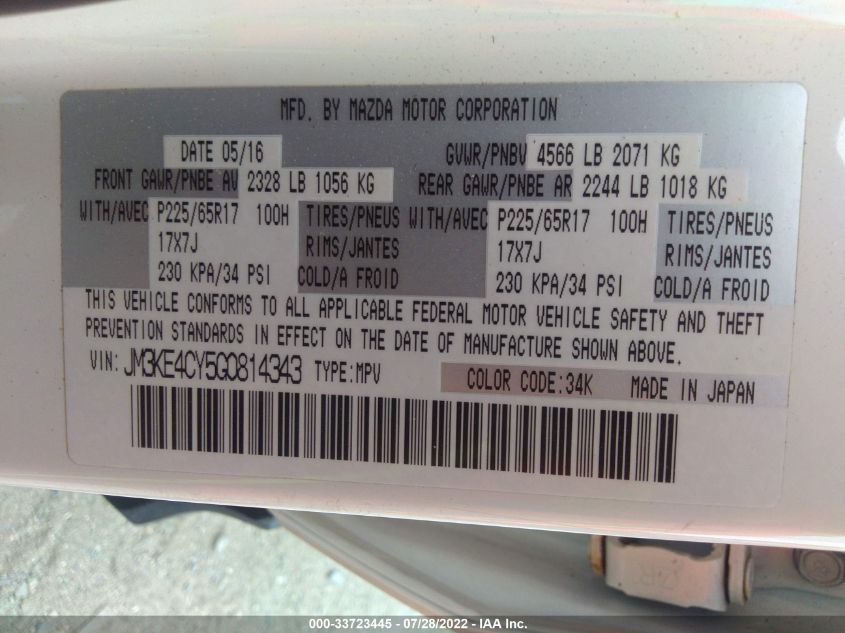 MFD. BY MAZDA MOTOR CORPORATION
DATE 05/16 GVWR/PNBV 4566 LB 2071 KG
FRONT GAWR/PNBE AV 2328 LB 1056 KG REAR GAWR/PNBE AR 2244 LB 1018 KG
WITH/AVEC P225/65R17 100H TIRES/PNEUS WITH/AVEC P225/65R17 100H TIRES/PNEUS
17X7J RIMS/JANTES 17X7J RIMS/JANTES
230 KPA/34 PSI COLD/A FROID 230 KPA/34 PSI COLD/A FROID
THIS VEHICLE CONFORMS TO ALL APPLICABLE FEDERAL MOTOR VEHICLE SAFETY AND THEFT
PREVENTION STANDARDS IN EFFECT ON THE DATE OF MANUFACTURE SHOWN ABOVE.
VIN: JM3KE4CY5G0814343 TYPE:MPV COLOR CODE:34K MADE IN JAPAN
000-33723445 - 07/28/2022 - IAA Inc.